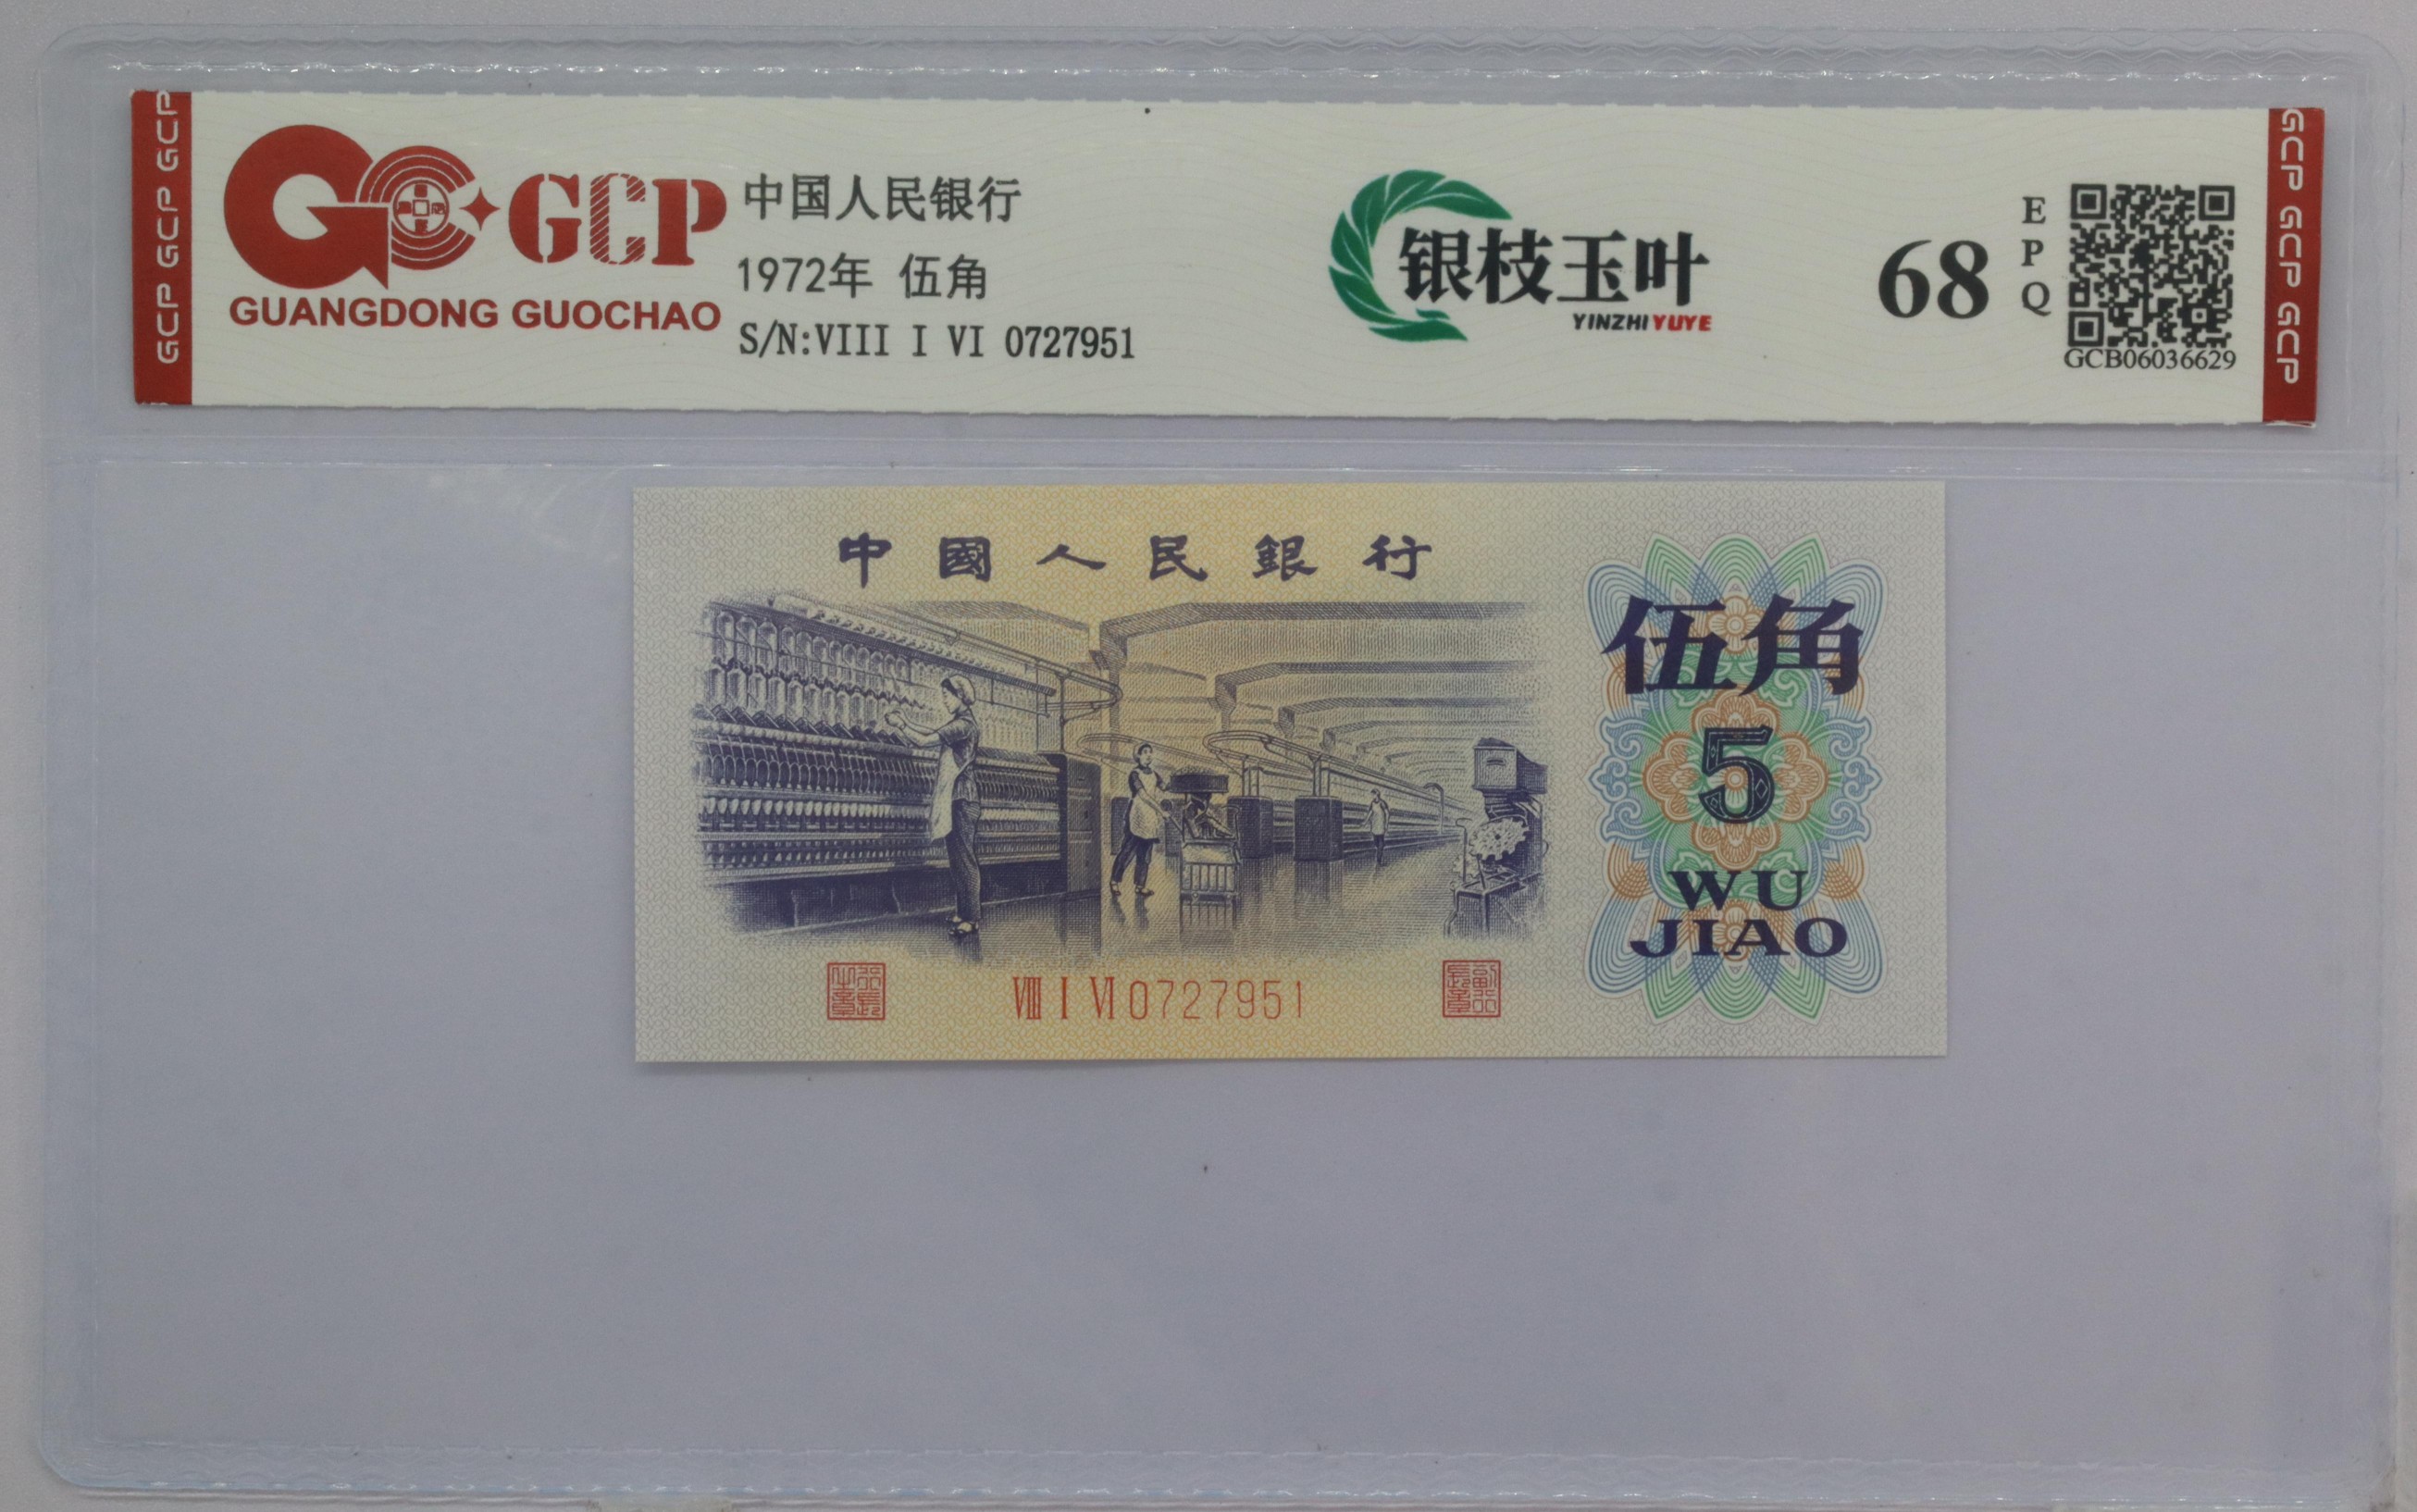 GCP GCP GCP
GCP
GUANGDONG GUOCHAO
中国人民银行
1972年 伍角
S/N:VIII I VI 0727951
银枝玉叶
YINZHIYUYE
68
EPQ
GCB06036629
GCP GCP GCP
中國人民銀行
伍角
5
WU
JIAO
VIII I VI 0727951